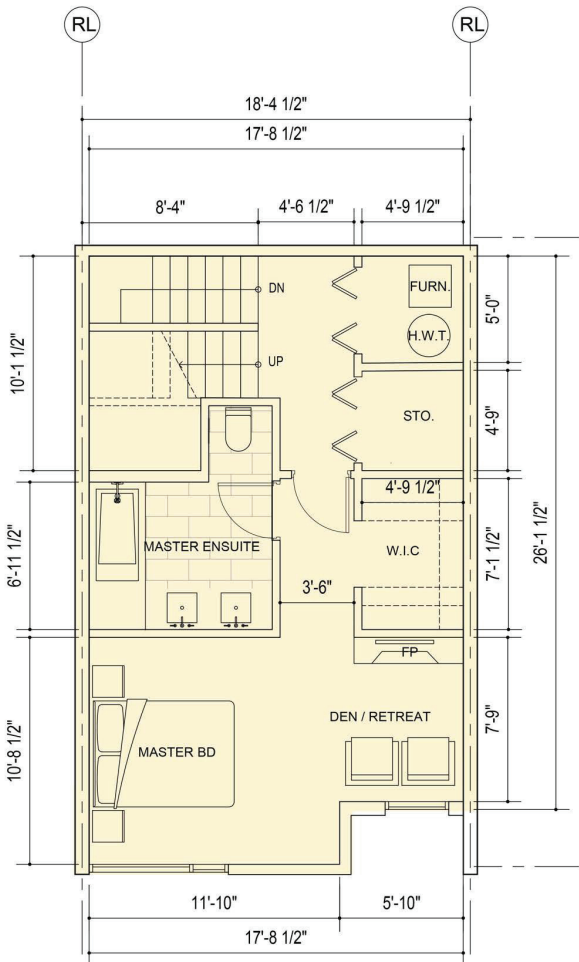 RL
RL
18'-4 1/2"
17'-8 1/2"
8'-4"
4'-6 1/2"
4'-9 1/2"
DN
FURN.
5'-0"
H.W.T.
10'-1 1/2"
UP
STO.
4'-9"
4'-9 1/2"
26'-1 1/2"
6'-11 1/2"
MASTER ENSUITE
W.I.C
7'-1 1/2"
3'-6"
FP
DEN / RETREAT
7'-9"
10'-8 1/2"
MASTER BD
11'-10"
5'-10"
17'-8 1/2"